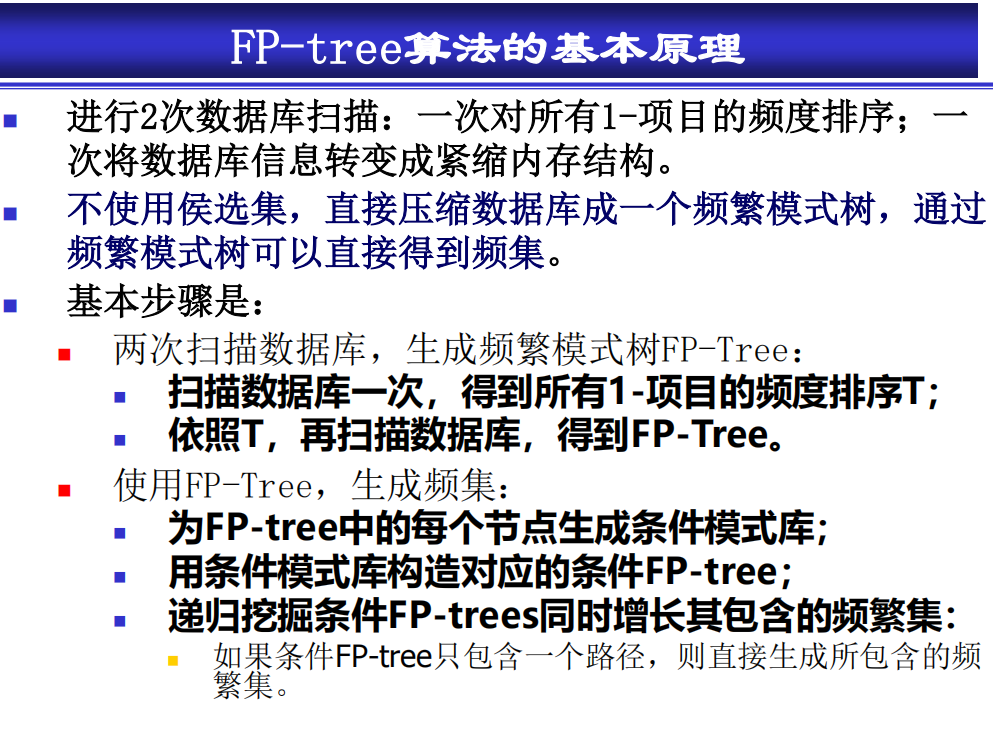 FP-tree算法的基本原理
进行2次数据库扫描：一次对所有1-项目的频度排序；一
次将数据库信息转变成紧缩内存结构。
不使用侯选集，直接压缩数据库成一个频繁模式树，通过
频繁模式树可以直接得到频集。
基本步骤是：
两次扫描数据库，生成频繁模式树FP-Tree：
扫描数据库一次，得到所有1-项目的频度排序T；
依照T，再扫描数据库，得到FP-Tree。
使用FP-Tree，生成频集：
为FP-tree中的每个节点生成条件模式库；
用条件模式库构造对应的条件FP-tree；
递归挖掘条件FP-trees同时增长其包含的频繁集：
如果条件FP-tree只包含一个路径，则直接生成所包含的频
繁集。